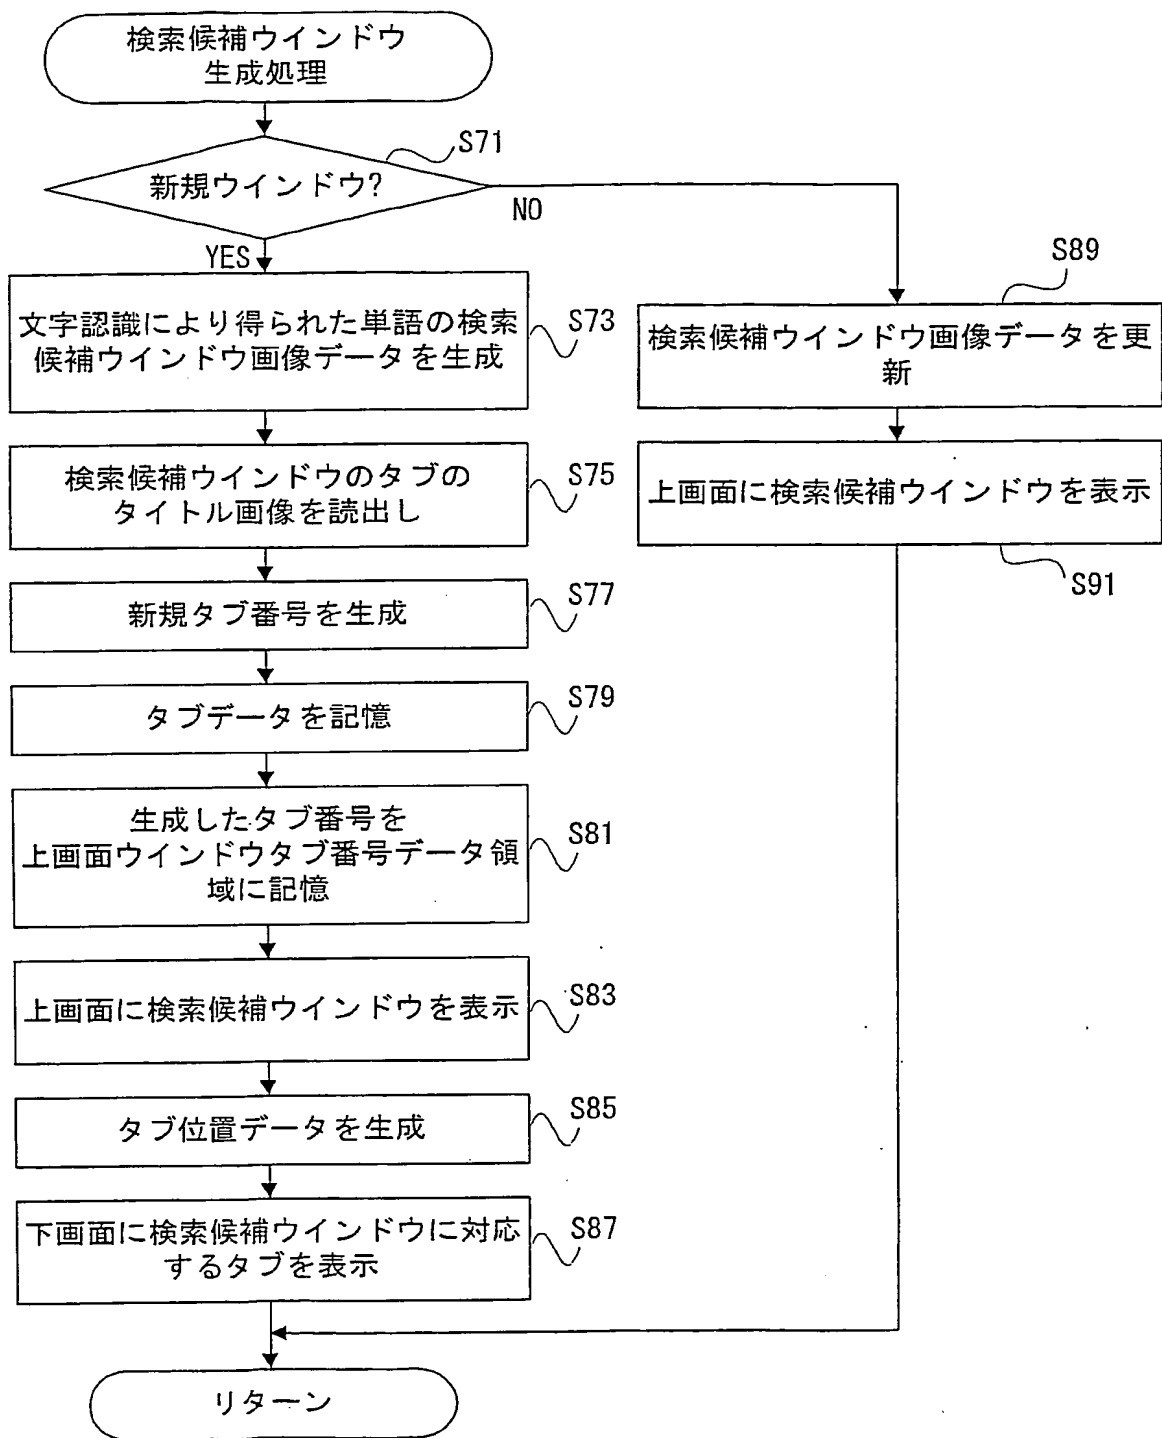 検索候補ウインドウ
生成処理
S71
新規ウインドウ?
NO
YES
文字認識により得られた単語の検索
候補ウインドウ画像データを生成
S73
検索候補ウインドウのタブの
タイトル画像を読出し
S75
新規タブ番号を生成
S77
タブデータを記憶
S79
生成したタブ番号を
上画面ウインドウタブ番号データ領
域に記憶
S81
上画面に検索候補ウインドウを表示
S83
タブ位置データを生成
S85
下画面に検索候補ウインドウに対応
するタブを表示
S87
S89
検索候補ウインドウ画像データを更
新
上画面に検索候補ウインドウを表示
S91
リターン